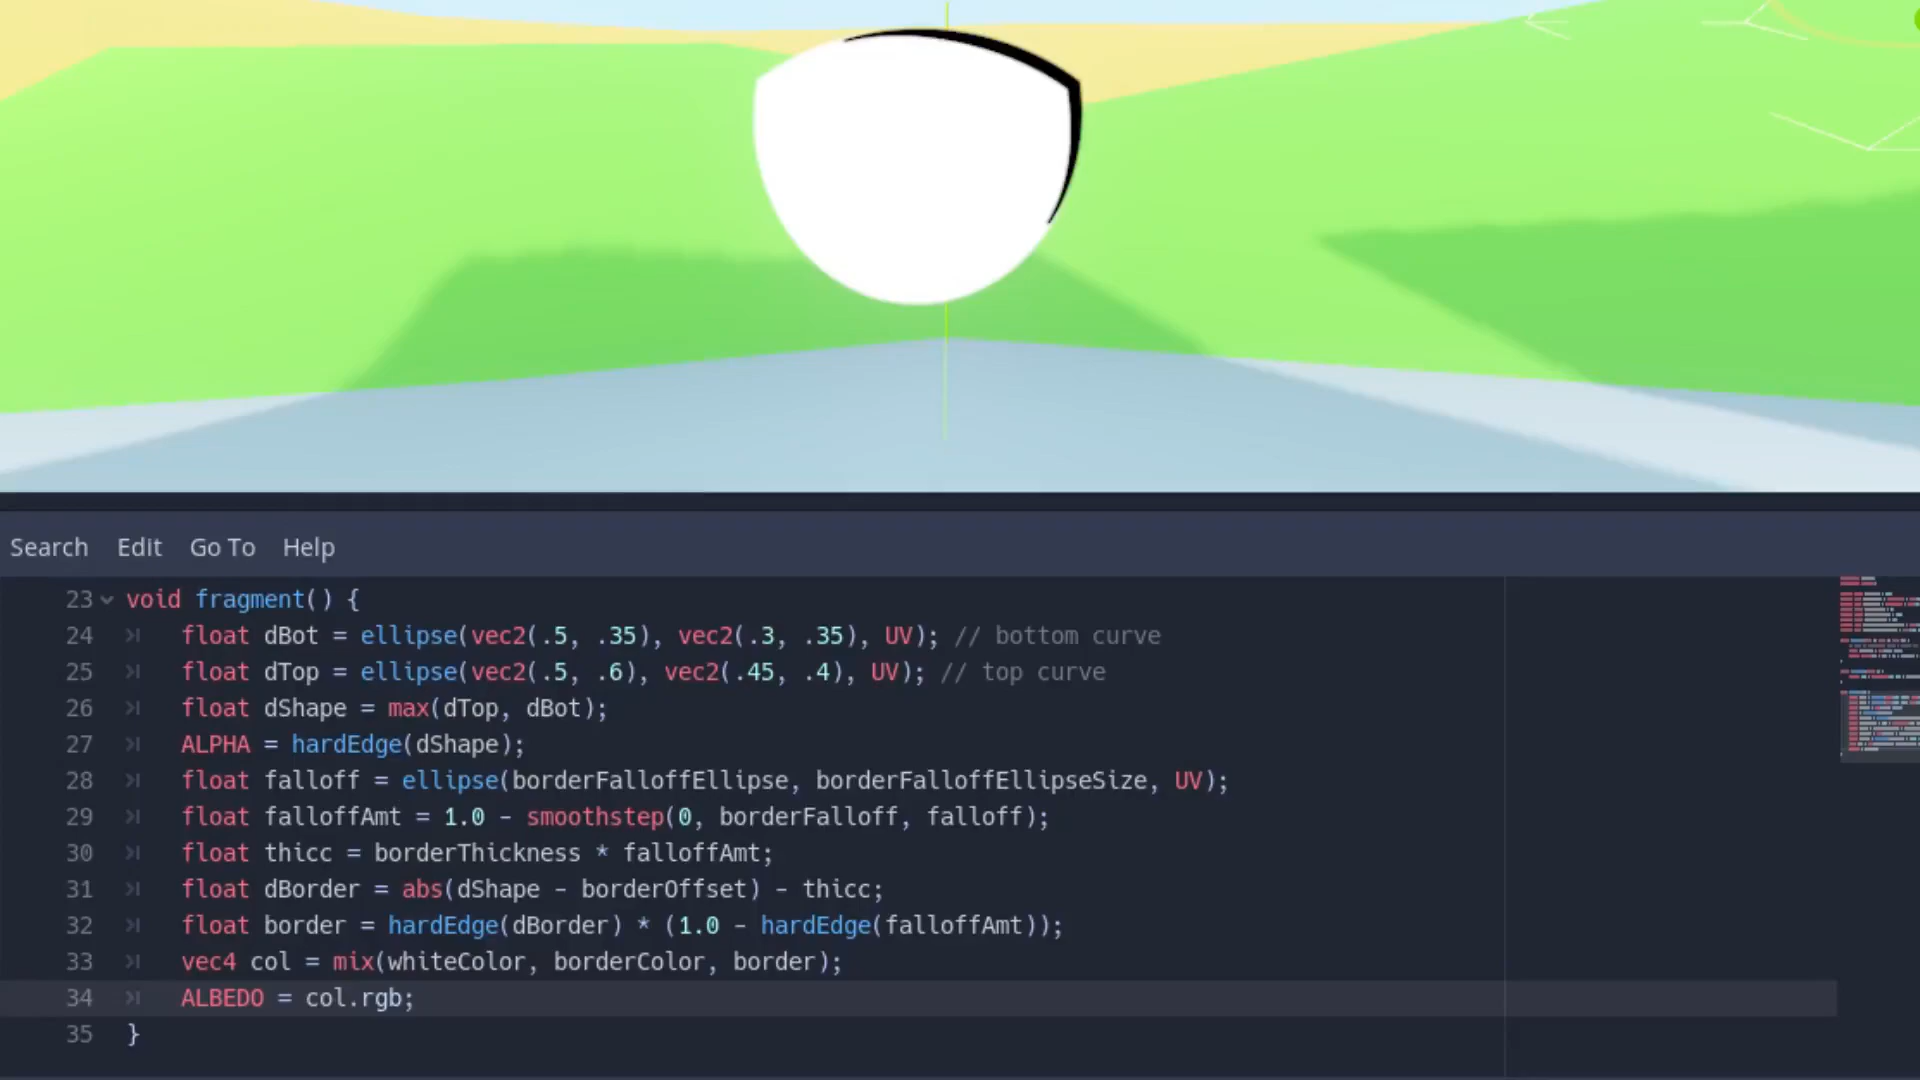 Search Edit Go To Help
23 void fragment() {
24 float dBot = ellipse(vec2(.5, .35), vec2(.3, .35), UV); // bottom curve
25 float dTop = ellipse(vec2(.5, .6), vec2(.45, .4), UV); // top curve
26 float dShape = max(dTop, dBot);
27 ALPHA = hardEdge(dShape);
28 float falloff = ellipse(borderFalloffEllipse, borderFalloffEllipseSize, UV);
29 float falloffAmt = 1.0 - smoothstep(0, borderFalloff, falloff);
30 float thicc = borderThickness * falloffAmt;
31 float dBorder = abs(dShape - borderOffset) - thicc;
32 float border = hardEdge(dBorder) * (1.0 - hardEdge(falloffAmt));
33 vec4 col = mix(whiteColor, borderColor, border);
34 ALBEDO = col.rgb;
35 }